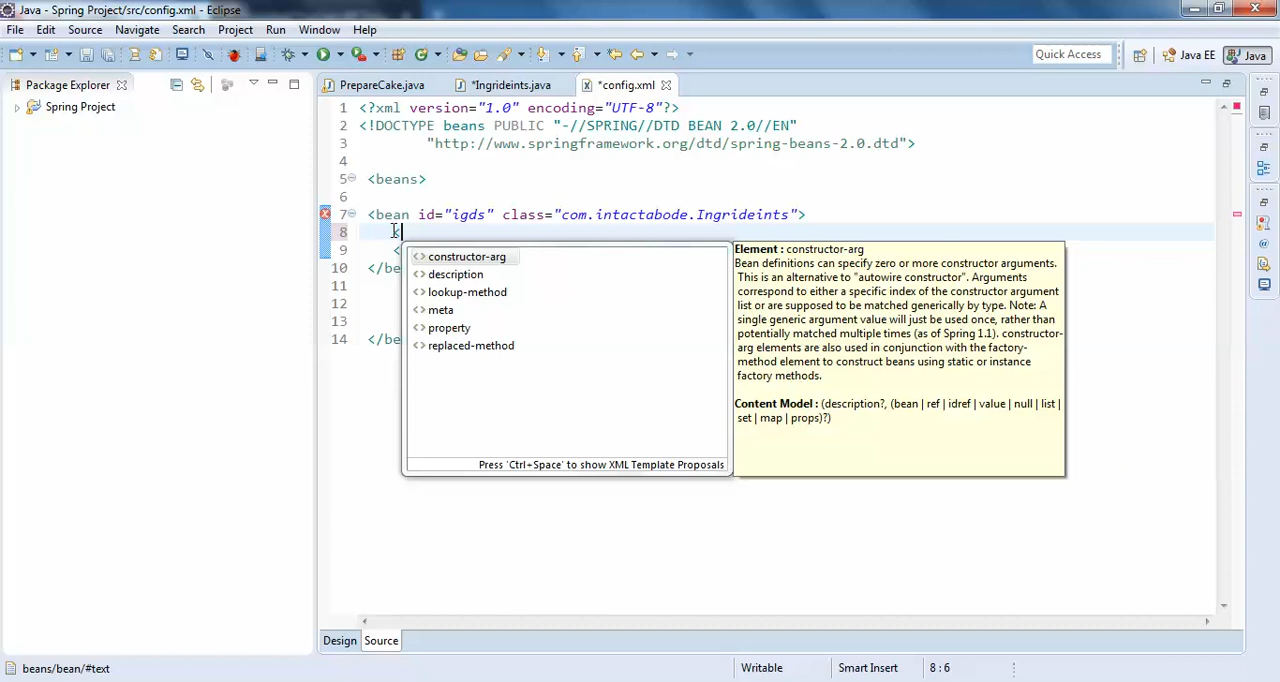 Java - Spring Project/src/config.xml - Eclipse
File Edit Source Navigate Search Project Run Window Help
Quick Access Java EE Java
Package Explorer PrepareCake.java *Ingrideints.java *config.xml
Spring Project
1 <?xml version="1.0" encoding="UTF-8"?>
2 <!DOCTYPE beans PUBLIC "-//SPRING//DTD BEAN 2.0//EN"
3 "http://www.springframework.org/dtd/spring-beans-2.0.dtd">
4
5 <beans>
6
7 <bean id="igds" class="com.intactabode.Ingrideints">
8 <
9 <
10 </be
11
12
13
14 </be
<> constructor-arg
<> description
<> lookup-method
<> meta
<> property
<> replaced-method
Press 'Ctrl+Space' to show XML Template Proposals
Element : constructor-arg
Bean definitions can specify zero or more constructor arguments.
This is an alternative to "autowire constructor". Arguments
correspond to either a specific index of the constructor argument
list or are supposed to be matched generically by type. Note: A
single generic argument value will just be used once, rather than
potentially matched multiple times (as of Spring 1.1). constructor-
arg elements are also used in conjunction with the factory-
method element to construct beans using static or instance
factory methods.
Content Model : (description?, (bean | ref | idref | value | null | list |
set | map | props)?)
Design Source
beans/bean/#text Writable Smart Insert 8 : 6